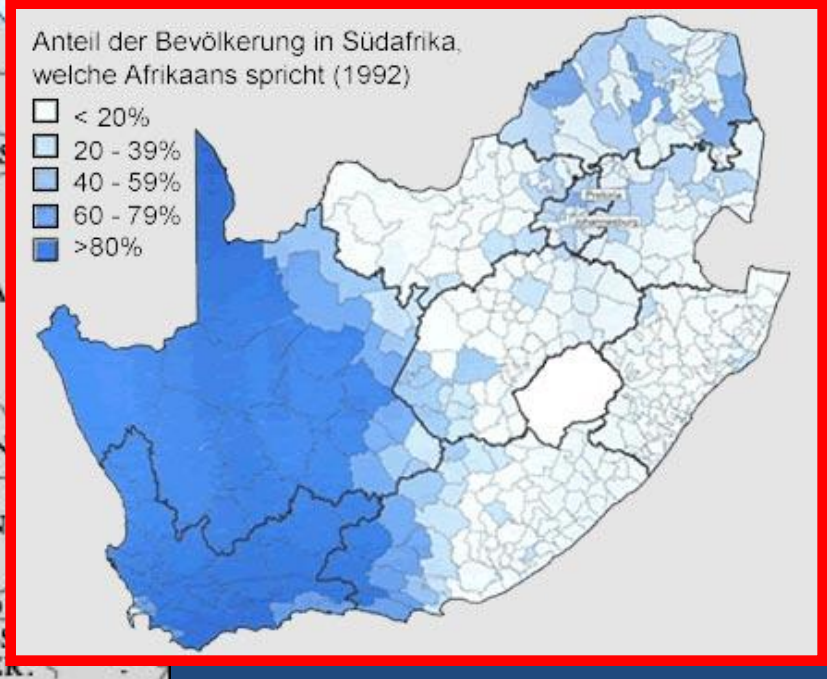 Anteil der Bevölkerung in Südafrika,
welche Afrikaans spricht (1992)
< 20%
20 - 39%
40 - 59%
60 - 79%
>80%